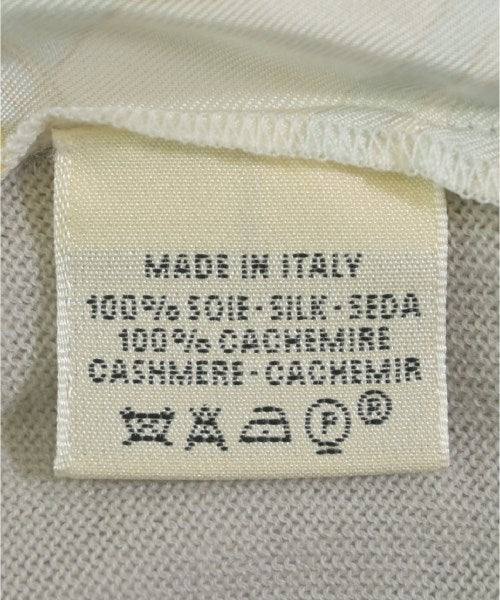 MADE IN ITALY
100% SOIE · SILK · SEDA
100% CACHEMIRE
CASHMERE · CACHEMIR
P ®